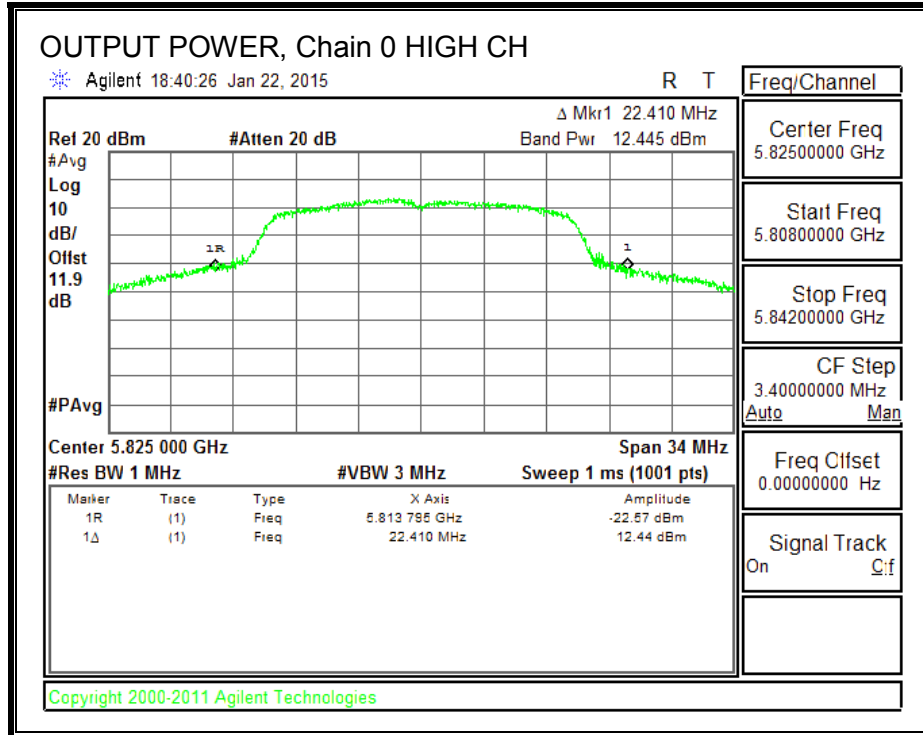 OUTPUT POWER, Chain 0 HIGH CH
Agilent 18:40:26 Jan 22, 2015 R T
Freq/Channel
Δ Mkr1 22.410 MHz
Ref 20 dBm #Atten 20 dB Band Pwr 12.445 dBm
#Avg
Log
10
dB/
Offst
11.9
dB
1R
1
#PAvg
Center 5.825 000 GHz Span 34 MHz
#Res BW 1 MHz #VBW 3 MHz Sweep 1 ms (1001 pts)
Marker Trace Type X Axis Amplitude
1R (1) Freq 5.813 795 GHz -22.57 dBm
1Δ (1) Freq 22.410 MHz 12.44 dBm
Center Freq
5.82500000 GHz
Start Freq
5.80800000 GHz
Stop Freq
5.84200000 GHz
CF Step
3.40000000 MHz
Auto Man
Freq Offset
0.00000000 Hz
Signal Track
On Off
Copyright 2000-2011 Agilent Technologies